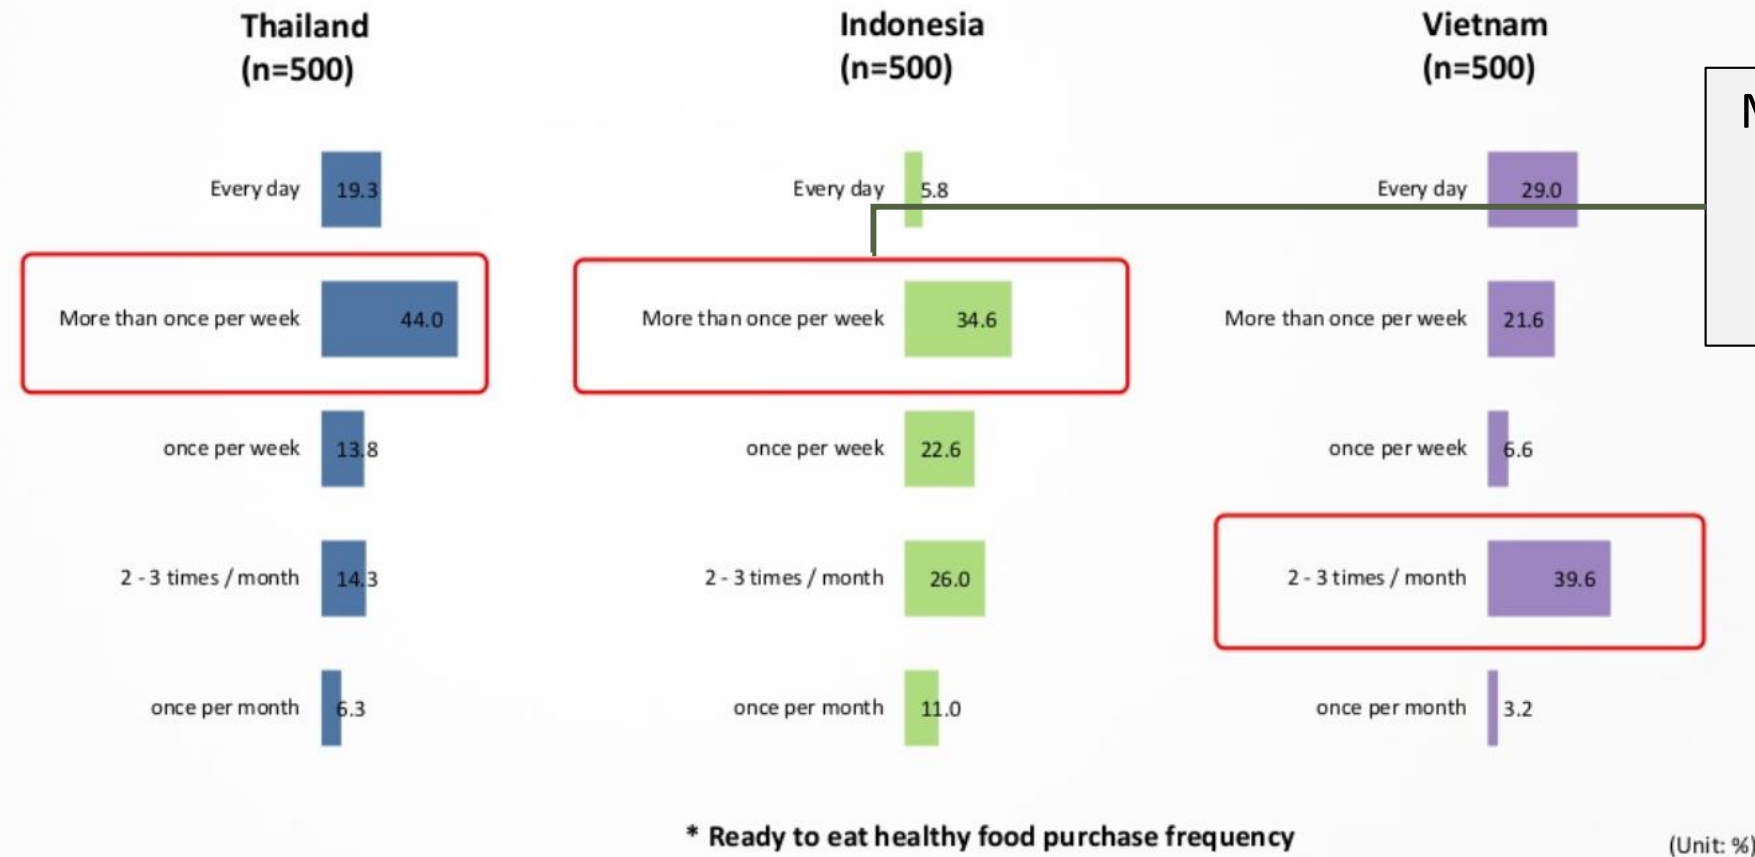 Thailand
(n=500)
Every day 19.3
More than once per week 44.0
once per week 13.8
2 - 3 times / month 14.3
once per month 6.3
Indonesia
(n=500)
Every day 5.8
More than once per week 34.6
once per week 22.6
2 - 3 times / month 26.0
once per month 11.0
Vietnam
(n=500)
Every day 29.0
More than once per week 21.6
once per week 6.6
2 - 3 times / month 39.6
once per month 3.2
* Ready to eat healthy food purchase frequency
(Unit: %)